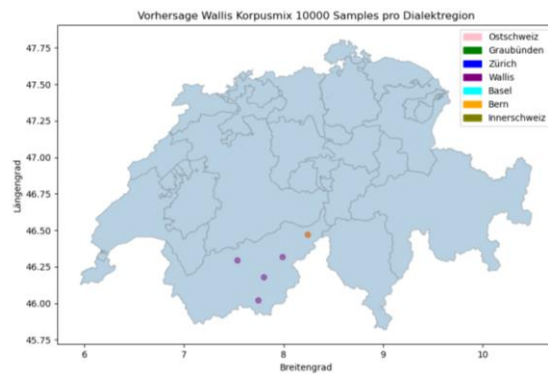 Vorhersage Wallis Korpusmix 10000 Samples pro Dialektregion
47.75
47.50
47.25
47.00
46.75
46.50
46.25
46.00
45.75
Längengrad
6
7
8
9
10
Breitengrad
Ostschweiz
Graubünden
Zürich
Wallis
Basel
Bern
Innerschweiz